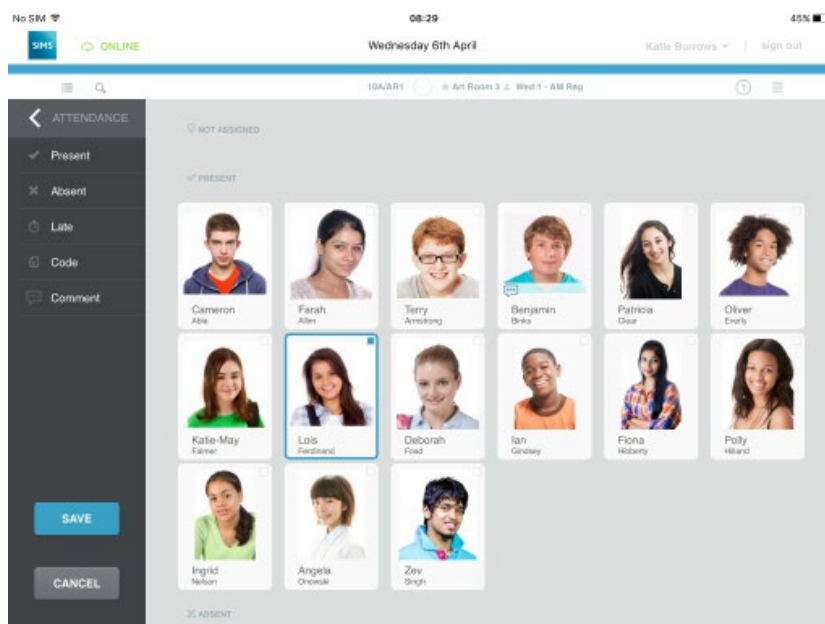 No SIM 08:29 45%
SIMS ONLINE Wednesday 6th April Katie Burrows | sign out
10A/AR1 Art Room 3 Wed:1 - AM Reg
ATTENDANCE
NOT ASSIGNED
Present
PRESENT
Absent
Late
Code
Comment
Cameron Farah Terry Benjamin Patricia Oliver
Able Allim Armstrong Binks Dear Everly
Katie-May Lois Deborah Ian Fiona Polly
Falmer Ferdinand Foad Gindsey Hibberty Hilland
Ingrid Angela Zev
Nelson Onowski Singh
SAVE
CANCEL
ABSENT